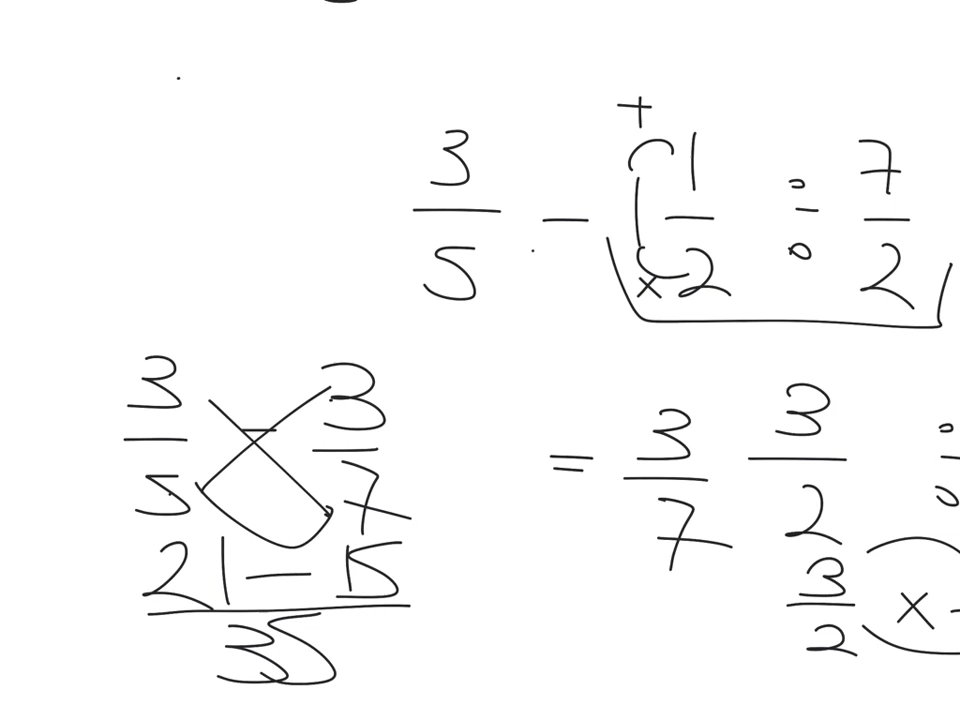 3/5 - 1 1/2 ÷ 7/2
+
×
3/5 - 3/7
= 3/7 3/2 ÷
21 - 15
35
3/2 ×